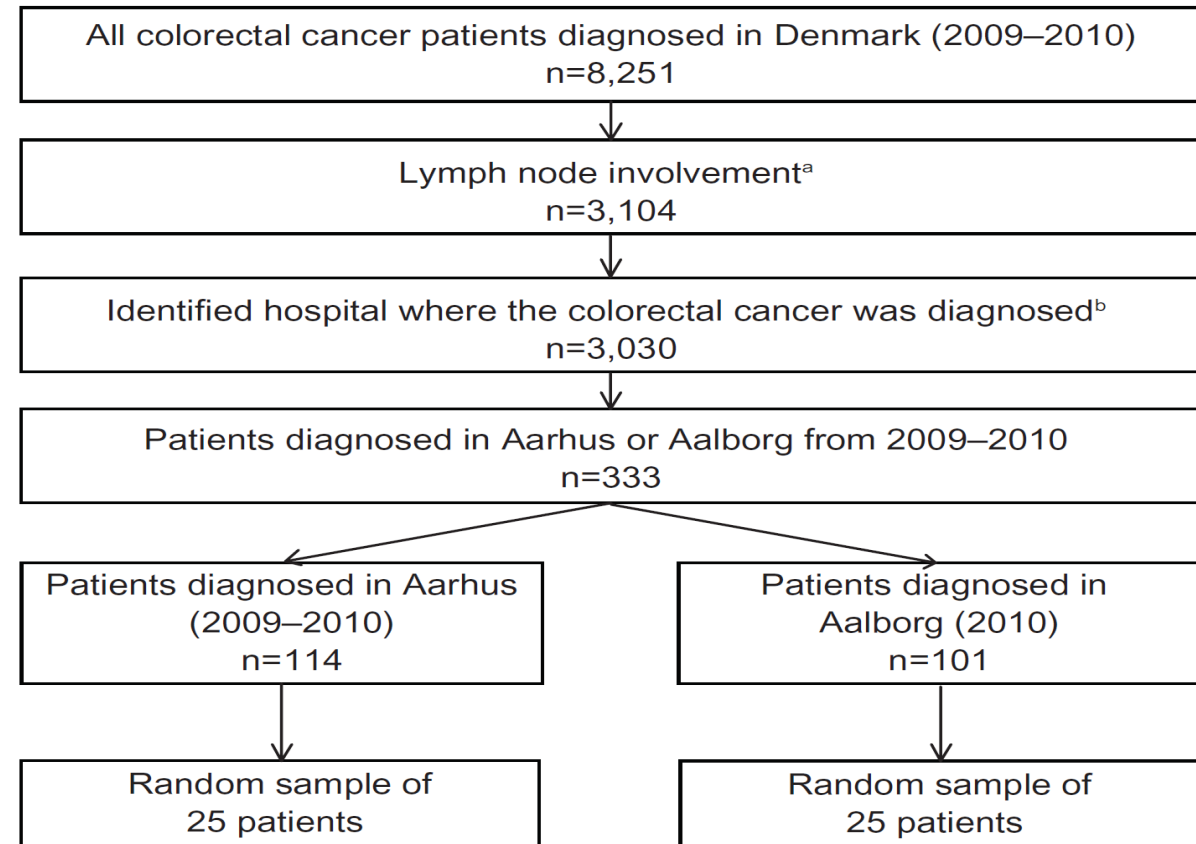 All colorectal cancer patients diagnosed in Denmark (2009–2010)
n=8,251
Lymph node involvementᵃ
n=3,104
Identified hospital where the colorectal cancer was diagnosedᵇ
n=3,030
Patients diagnosed in Aarhus or Aalborg from 2009–2010
n=333
Patients diagnosed in Aarhus
(2009–2010)
n=114
Patients diagnosed in
Aalborg (2010)
n=101
Random sample of
25 patients
Random sample of
25 patients